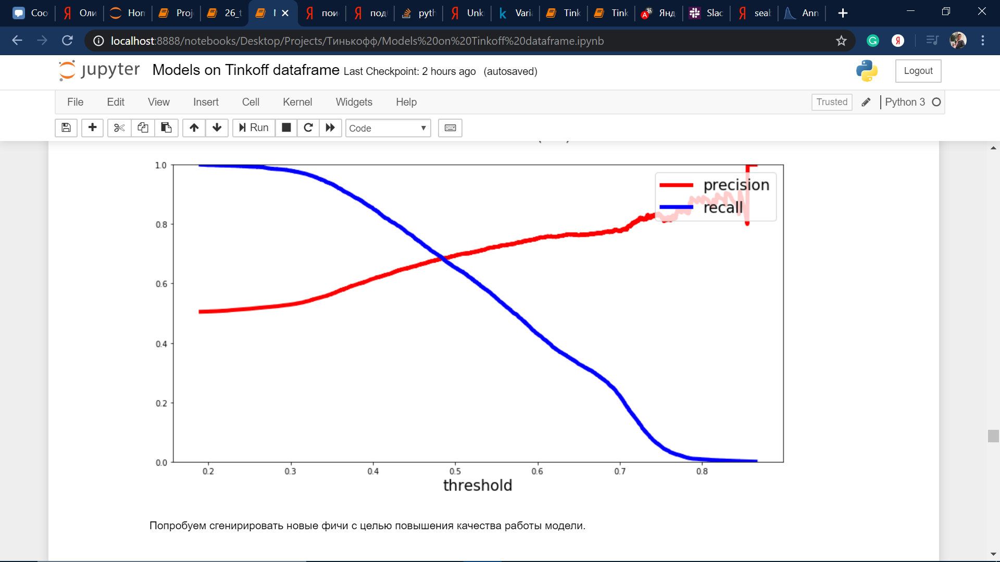 Coo
Оли
Hon
Proj
26_t
пои
под
pyth
Unk
Varia
Tink
Tink
Янд
Slac
seal
Ann
localhost:8888/notebooks/Desktop/Projects/Тинькофф/Models%20on%20Tinkoff%20dataframe.ipynb
jupyter Models on Tinkoff dataframe Last Checkpoint: 2 hours ago (autosaved)
Logout
File Edit View Insert Cell Kernel Widgets Help
Trusted Python 3
Run Code
1.0
0.8
0.6
0.4
0.2
0.0
precision
recall
0.2 0.3 0.4 0.5 0.6 0.7 0.8
threshold
Попробуем сгенирировать новые фичи с целью повышения качества работы модели.